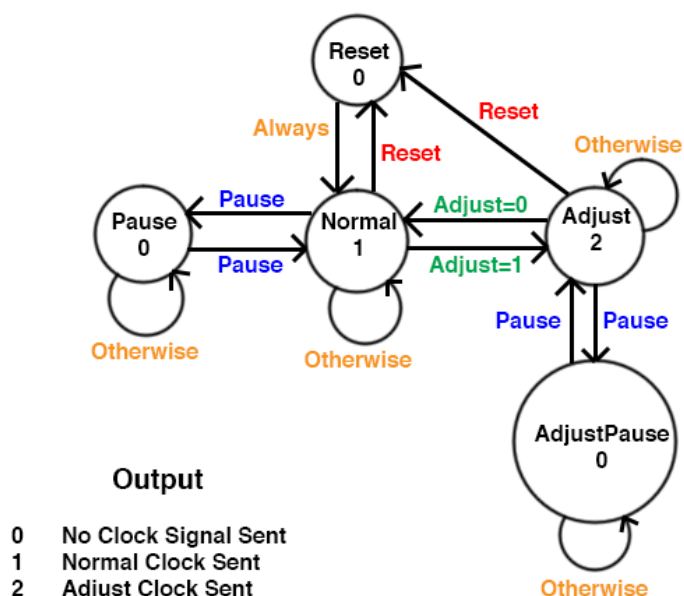 Reset
0
Always
Reset
Reset
Otherwise
Pause
0
Pause
Pause
Normal
1
Adjust=0
Adjust=1
Adjust
2
Otherwise
Otherwise
Pause
Pause
AdjustPause
0
Otherwise
Output
0 No Clock Signal Sent
1 Normal Clock Sent
2 Adjust Clock Sent